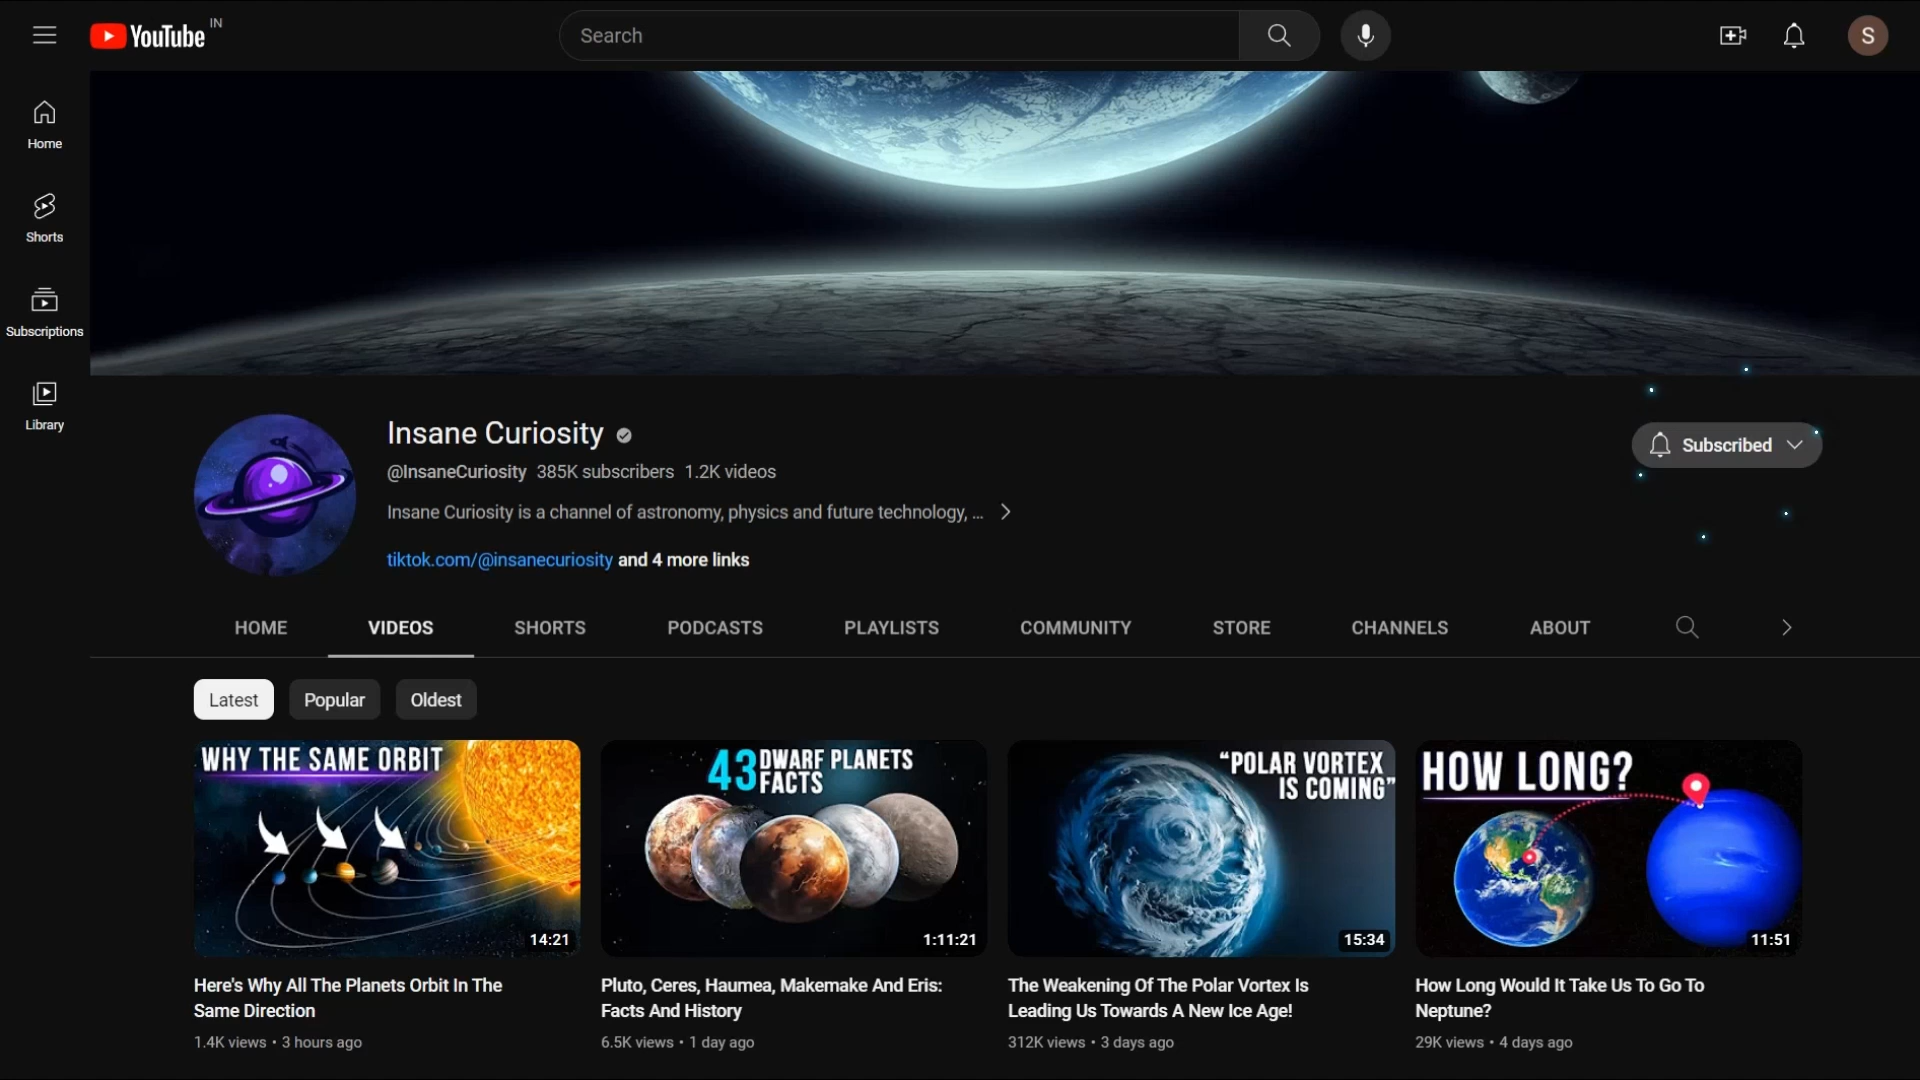 YouTube IN
Search
S
Home
Shorts
Subscriptions
Library
Insane Curiosity
@InsaneCuriosity 385K subscribers 1.2K videos
Insane Curiosity is a channel of astronomy, physics and future technology, ...
tiktok.com/@insanecuriosity and 4 more links
Subscribed
HOME VIDEOS SHORTS PODCASTS PLAYLISTS COMMUNITY STORE CHANNELS ABOUT
Latest Popular Oldest
WHY THE SAME ORBIT
14:21
Here's Why All The Planets Orbit In The
Same Direction
1.4K views • 3 hours ago
43 DWARF PLANETS
FACTS
1:11:21
Pluto, Ceres, Haumea, Makemake And Eris:
Facts And History
6.5K views • 1 day ago
“POLAR VORTEX
IS COMING”
15:34
The Weakening Of The Polar Vortex Is
Leading Us Towards A New Ice Age!
312K views • 3 days ago
HOW LONG?
11:51
How Long Would It Take Us To Go To
Neptune?
29K views • 4 days ago